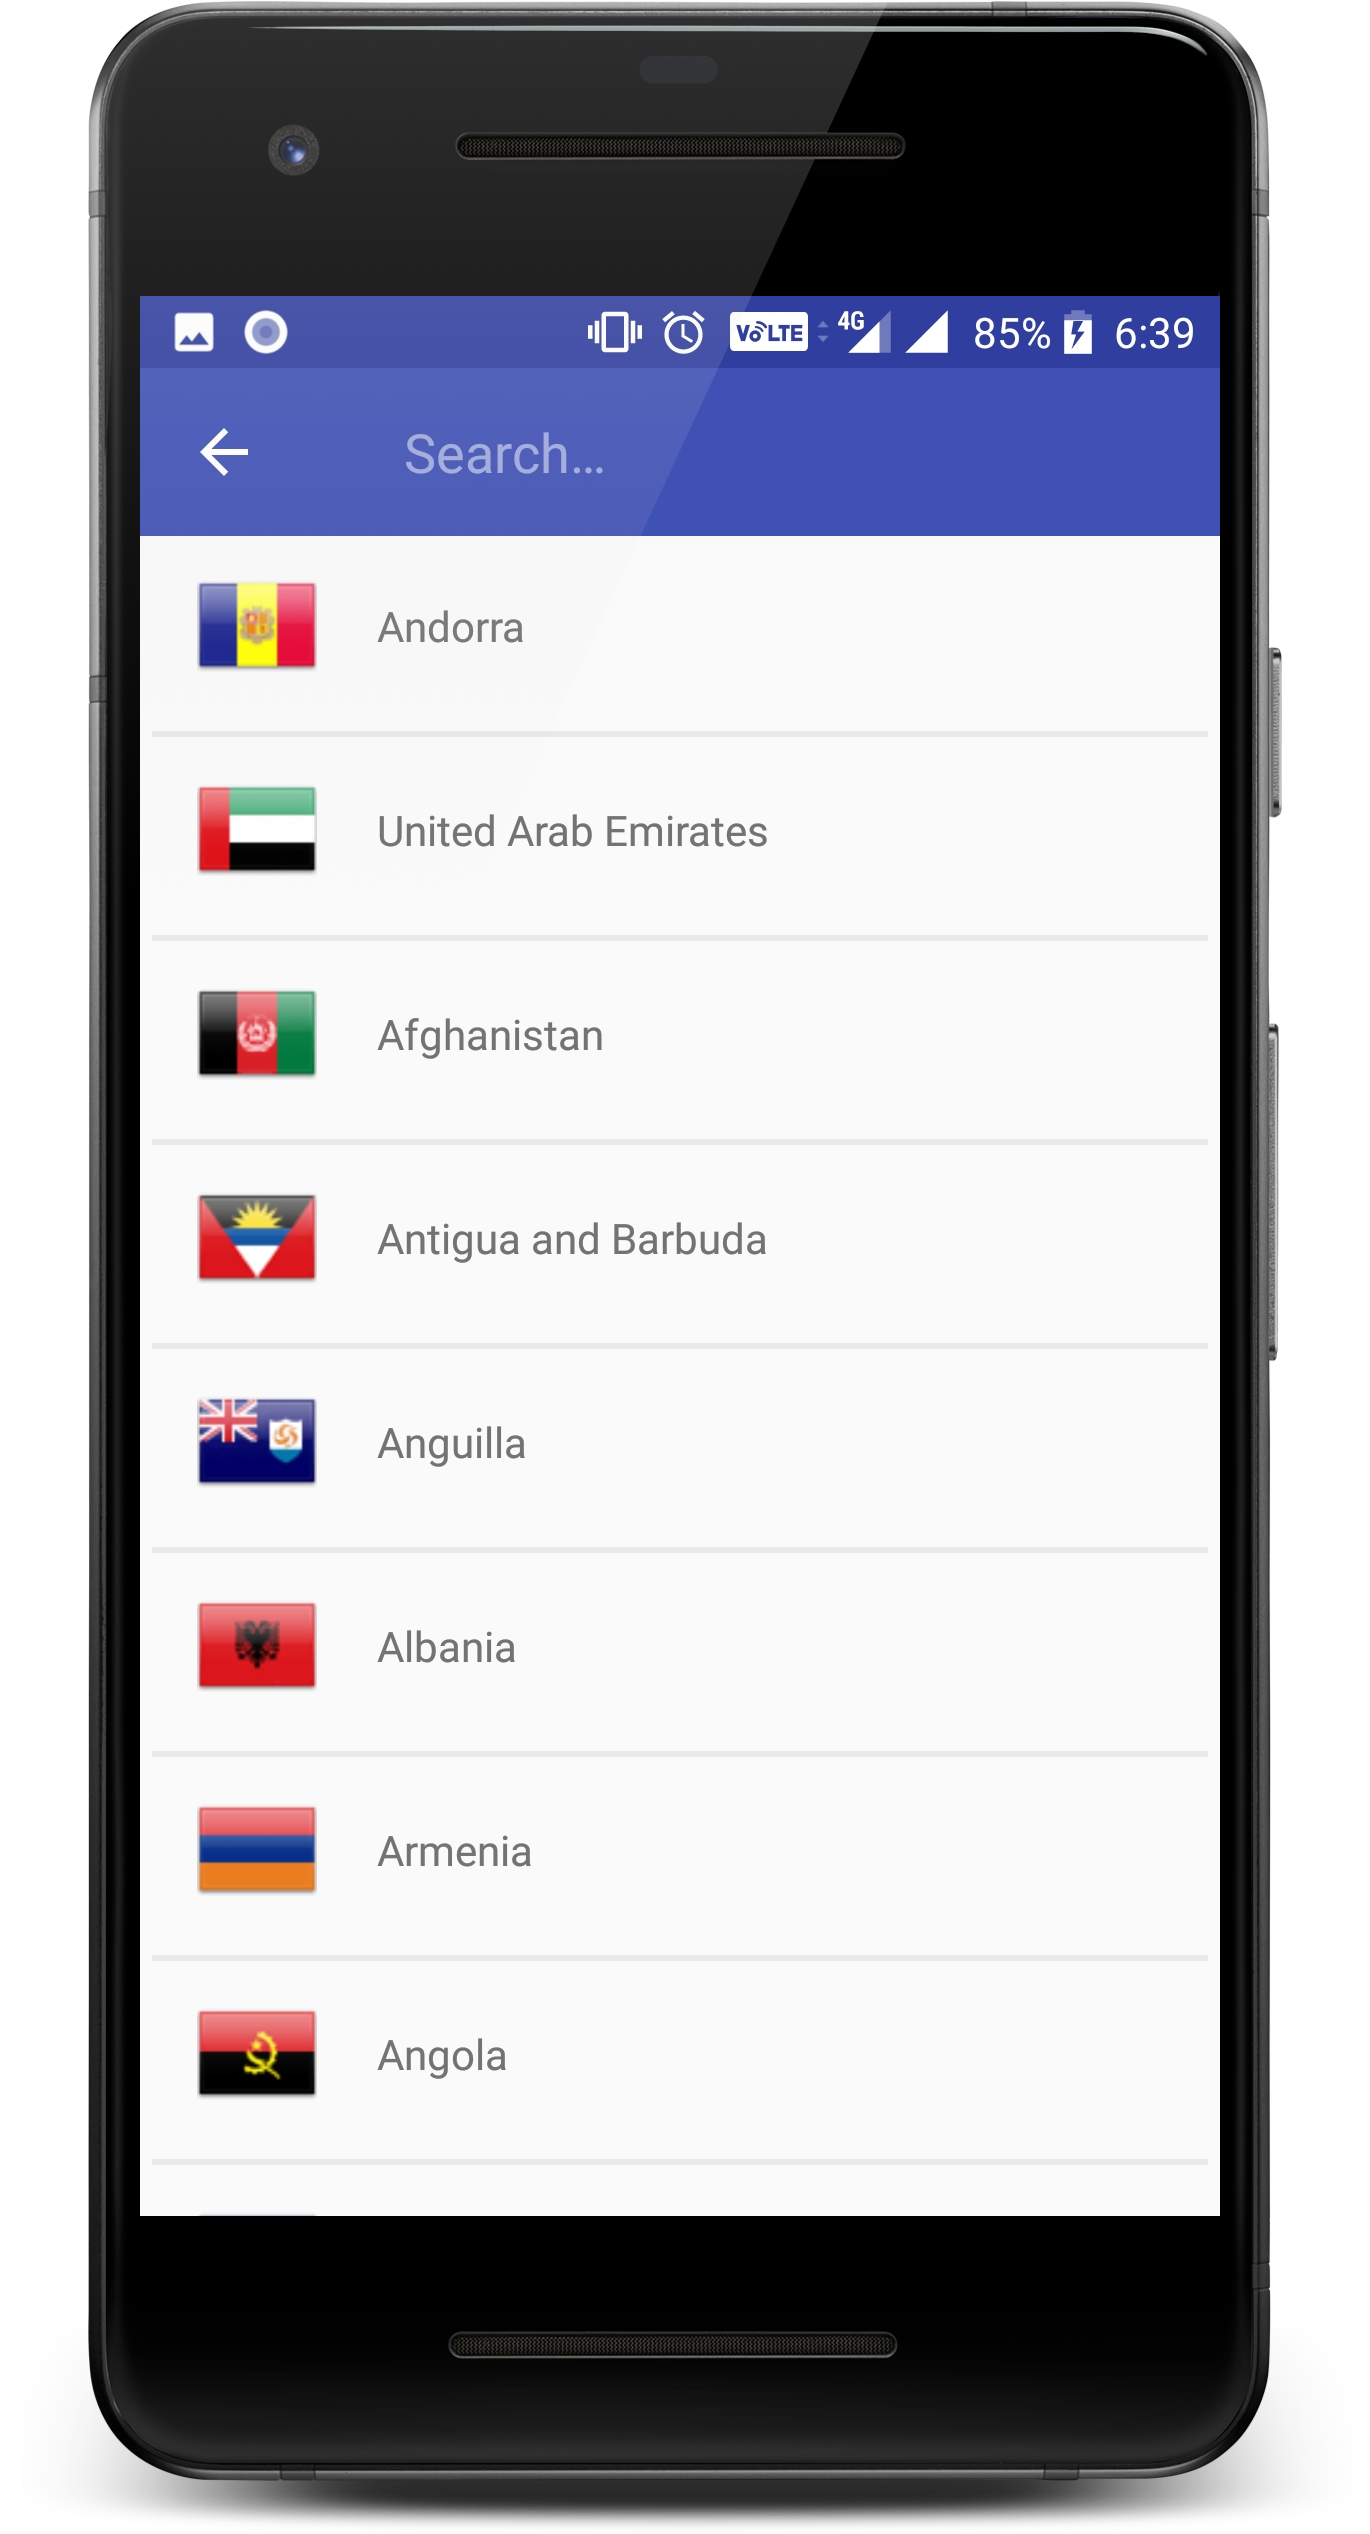 VoLTE 4G 85% 6:39
Search...
Andorra
United Arab Emirates
Afghanistan
Antigua and Barbuda
Anguilla
Albania
Armenia
Angola